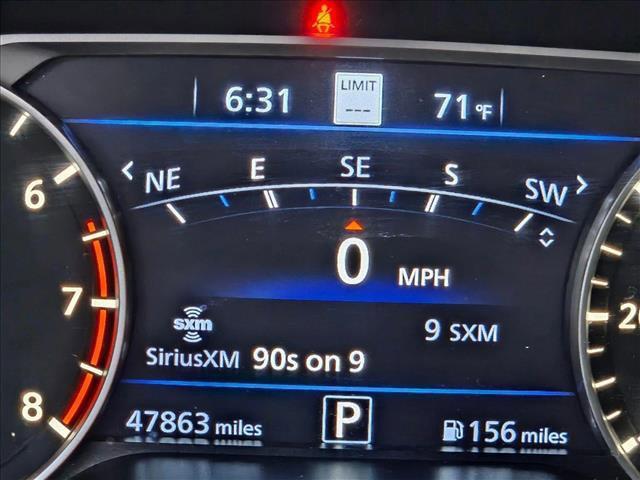 6:31
LIMIT
---
71°F
NE E SE S SW
0 MPH
6
7
8
20
sxm
9 SXM
SiriusXM 90s on 9
47863 miles
P
156 miles